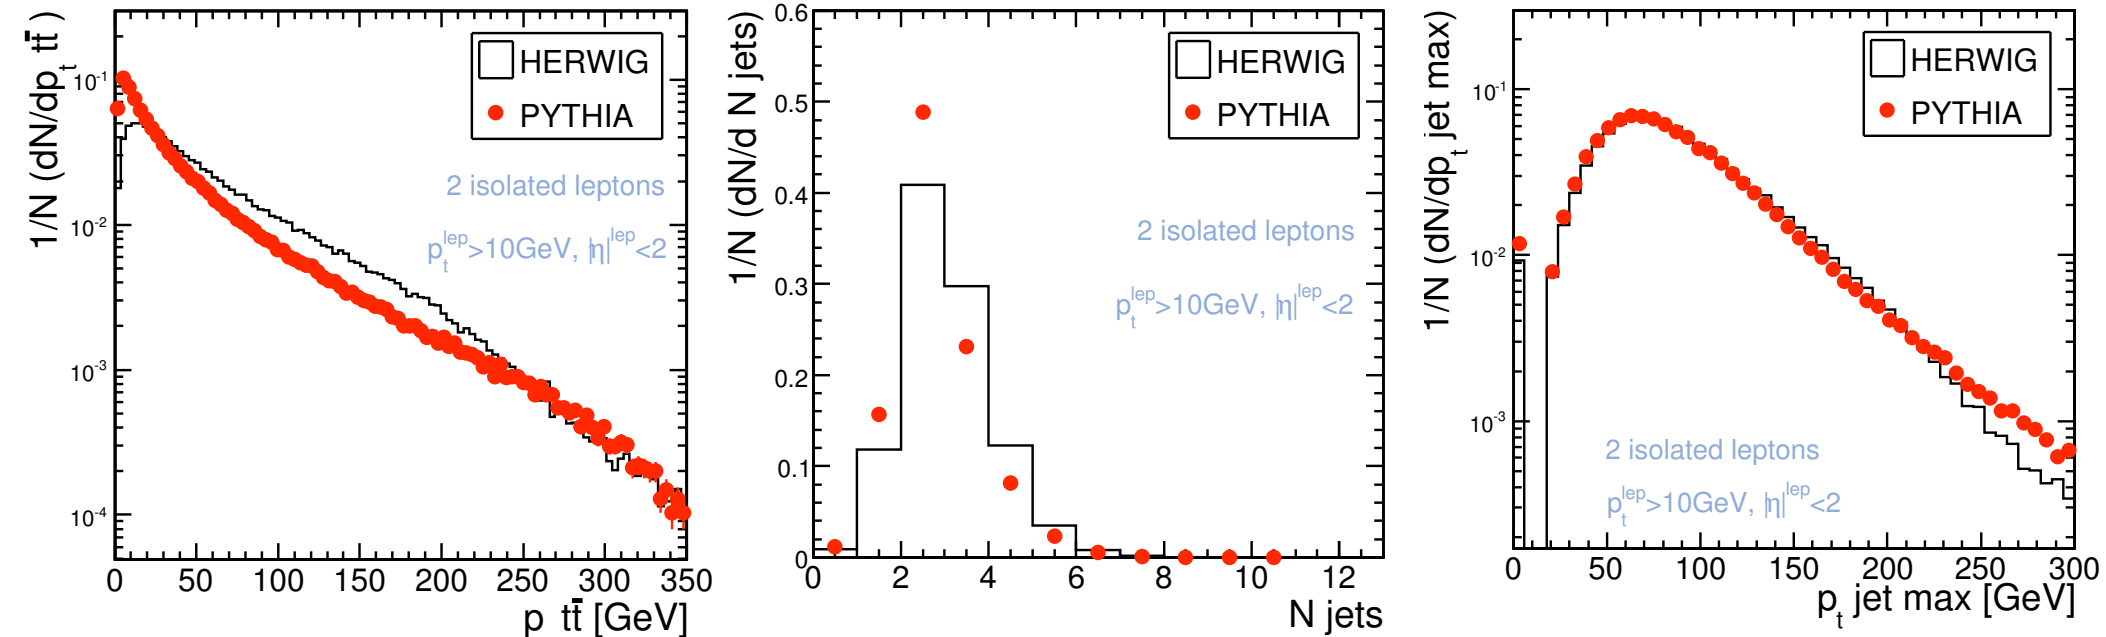 1/N (dN/dp_t tt̄)
10^-1
10^-2
10^-3
10^-4
HERWIG
PYTHIA
2 isolated leptons
p_t^lep>10GeV, |η|^lep<2
0 50 100 150 200 250 300 350
p tt̄ [GeV]
1/N (dN/d N jets)
0.6
0.5
0.4
0.3
0.2
0.1
0
HERWIG
PYTHIA
2 isolated leptons
p_t^lep>10GeV, |η|^lep<2
0 2 4 6 8 10 12
N jets
1/N (dN/dp_t jet max)
10^-1
10^-2
10^-3
HERWIG
PYTHIA
2 isolated leptons
p_t^lep>10GeV, |η|^lep<2
0 50 100 150 200 250 300
p_t jet max [GeV]